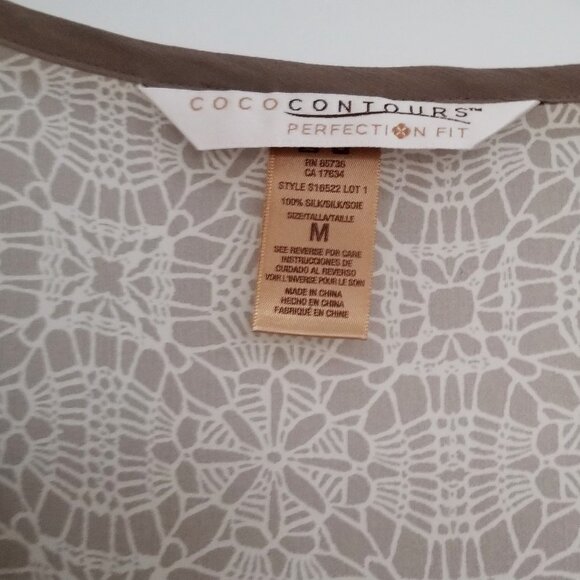 COCOCONTOURS™
PERFECTION FIT
RN 85736
CA 17634
STYLE S16522 LOT 1
100% SILK/SILK/SOIE
SIZE/TALLA/TAILLE
M
SEE REVERSE FOR CARE
INSTRUCCIONES DE
CUIDADO AL REVERSO
VOIR L'INVERSE POUR LE SOIN
MADE IN CHINA
HECHO EN CHINA
FABRIQUÉ EN CHINE